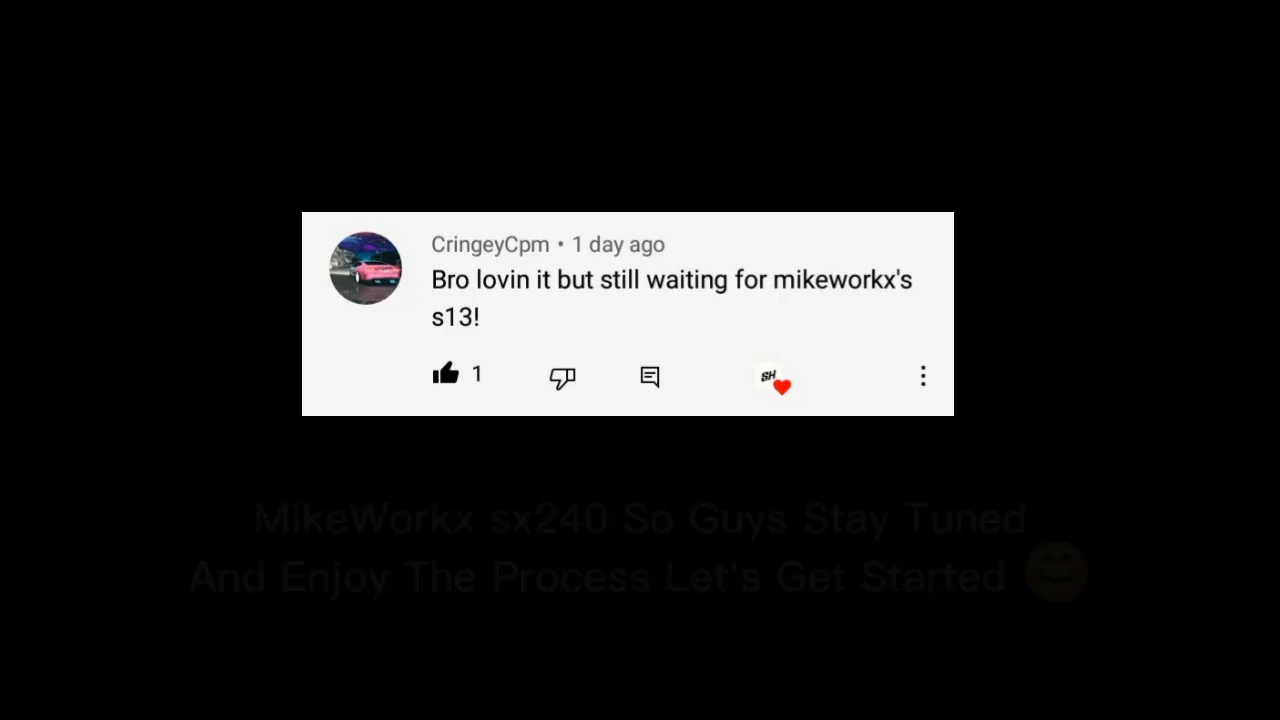 CringeyCpm • 1 day ago
Bro lovin it but still waiting for mikeworkx's
s13!
1
SH
MikeWorkx sx240 So Guys Stay Tuned
And Enjoy The Process Let's Get Started 😊